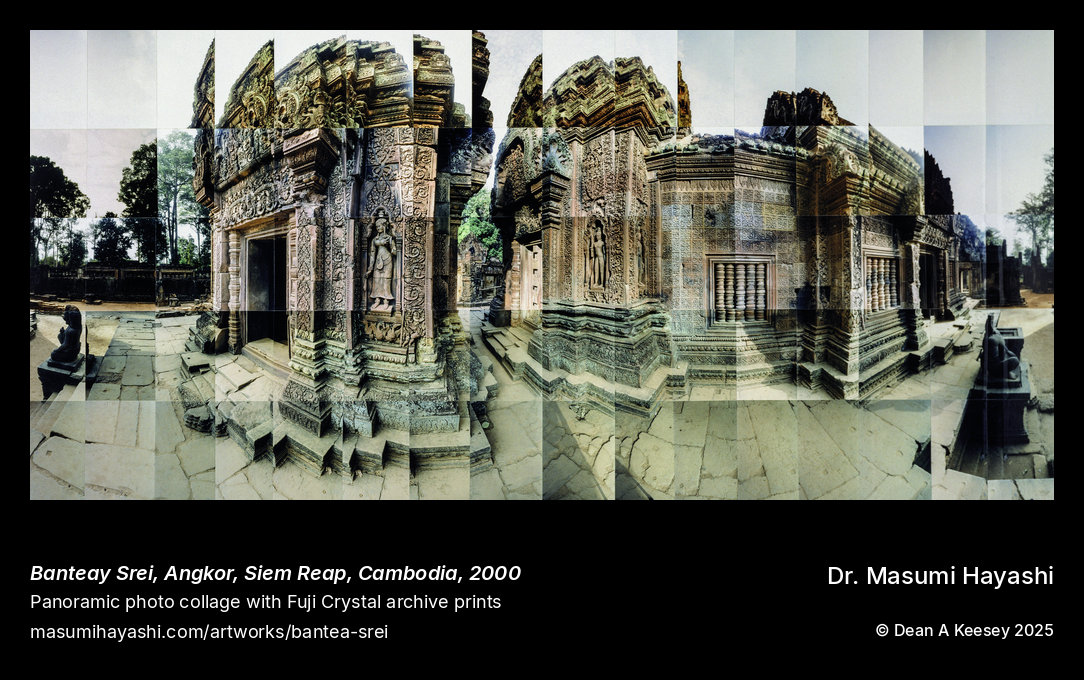 Banteay Srei, Angkor, Siem Reap, Cambodia, 2000
Panoramic photo collage with Fuji Crystal archive prints
masumihayashi.com/artworks/bantea-srei
Dr. Masumi Hayashi
© Dean A Keesey 2025